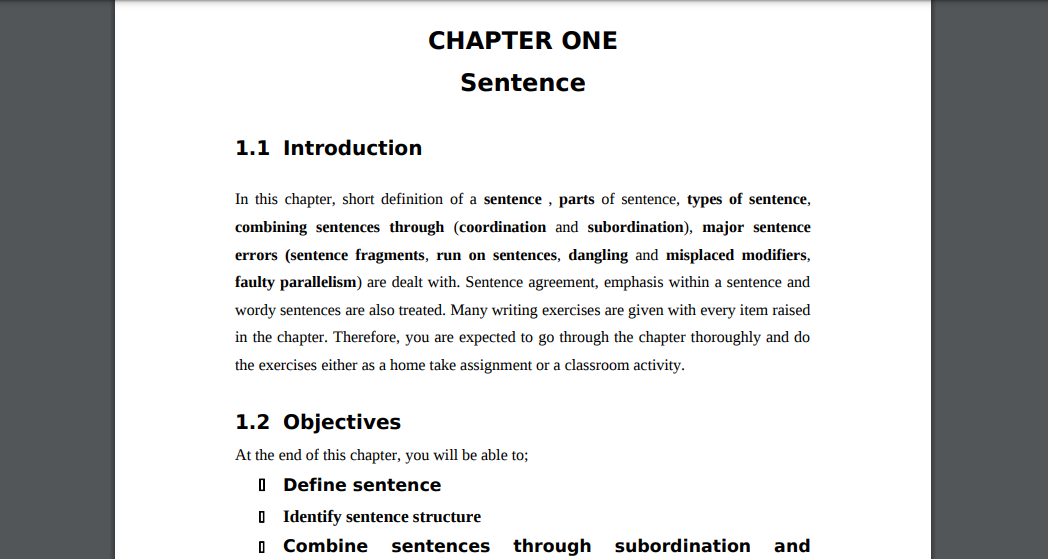 CHAPTER ONE
Sentence
1.1 Introduction
In this chapter, short definition of a sentence , parts of sentence, types of sentence,
combining sentences through (coordination and subordination), major sentence
errors (sentence fragments, run on sentences, dangling and misplaced modifiers,
faulty parallelism) are dealt with. Sentence agreement, emphasis within a sentence and
wordy sentences are also treated. Many writing exercises are given with every item raised
in the chapter. Therefore, you are expected to go through the chapter thoroughly and do
the exercises either as a home take assignment or a classroom activity.
1.2 Objectives
At the end of this chapter, you will be able to;
▯ Define sentence
▯ Identify sentence structure
▯ Combine sentences through subordination and